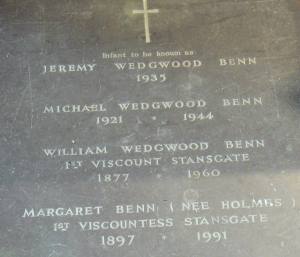 Infant to be known as:
JEREMY WEDGWOOD BENN
1935
MICHAEL WEDGWOOD BENN
1921 • 1944
WILLIAM WEDGWOOD BENN
1ST VISCOUNT STANSGATE
1877 • 1960
MARGARET BENN (NEE HOLMES)
1ST VISCOUNTESS STANSGATE
1897 • 1991